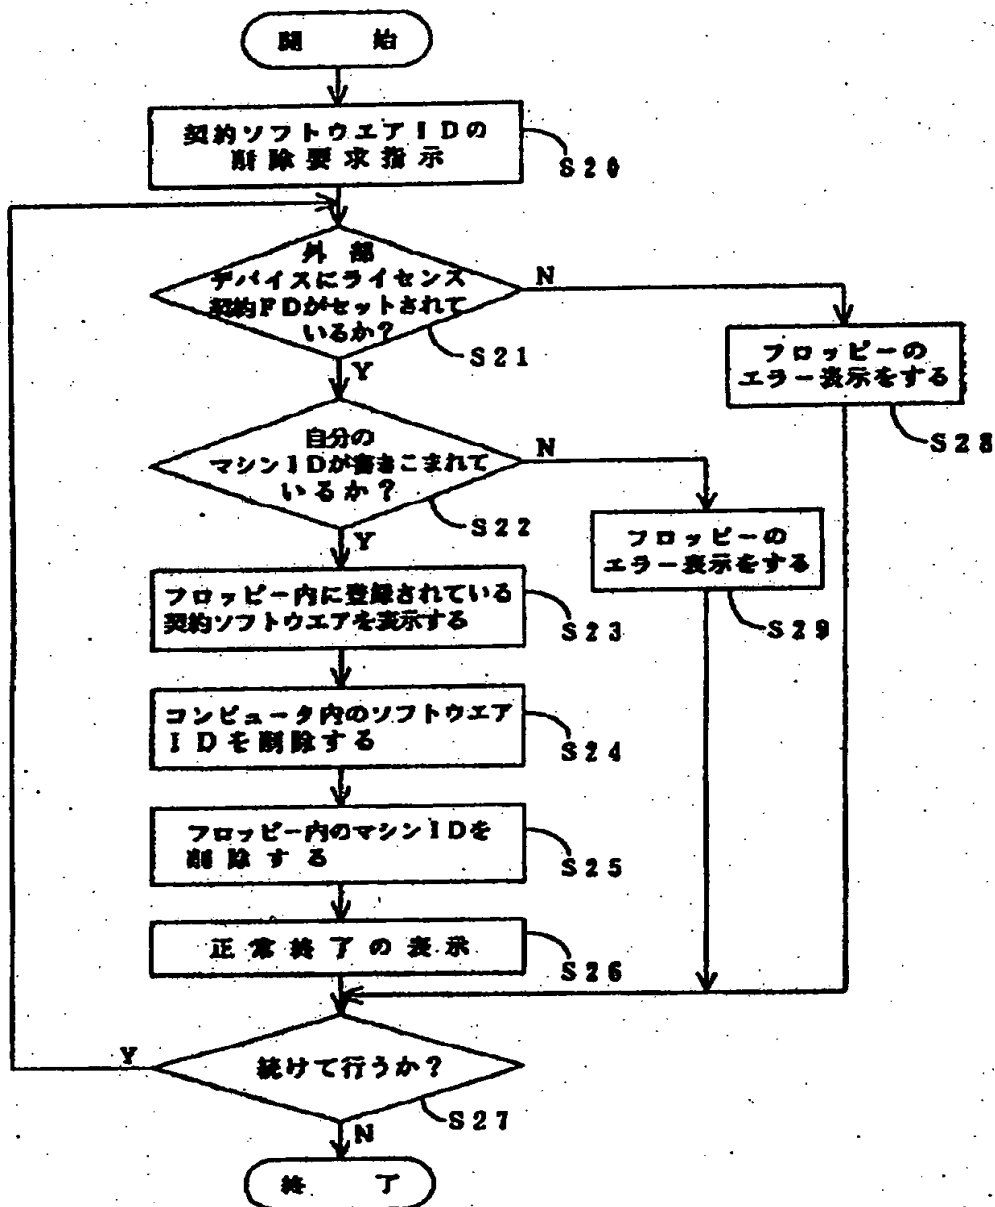 開 始
契約ソフトウエアIDの
削除要求指示
S20
外部
デバイスにライセンス
契約FDがセットされて
いるか?
N
S21
Y
フロッピーの
エラー表示をする
S28
自分の
マシンIDが書きこまれて
いるか?
N
S22
Y
フロッピーの
エラー表示をする
S29
フロッピー内に登録されている
契約ソフトウエアを表示する
S23
コンピュータ内のソフトウエア
IDを削除する
S24
フロッピー内のマシンIDを
削除する
S25
正常終了の表示
S26
Y
続けて行うか?
S27
N
終 了